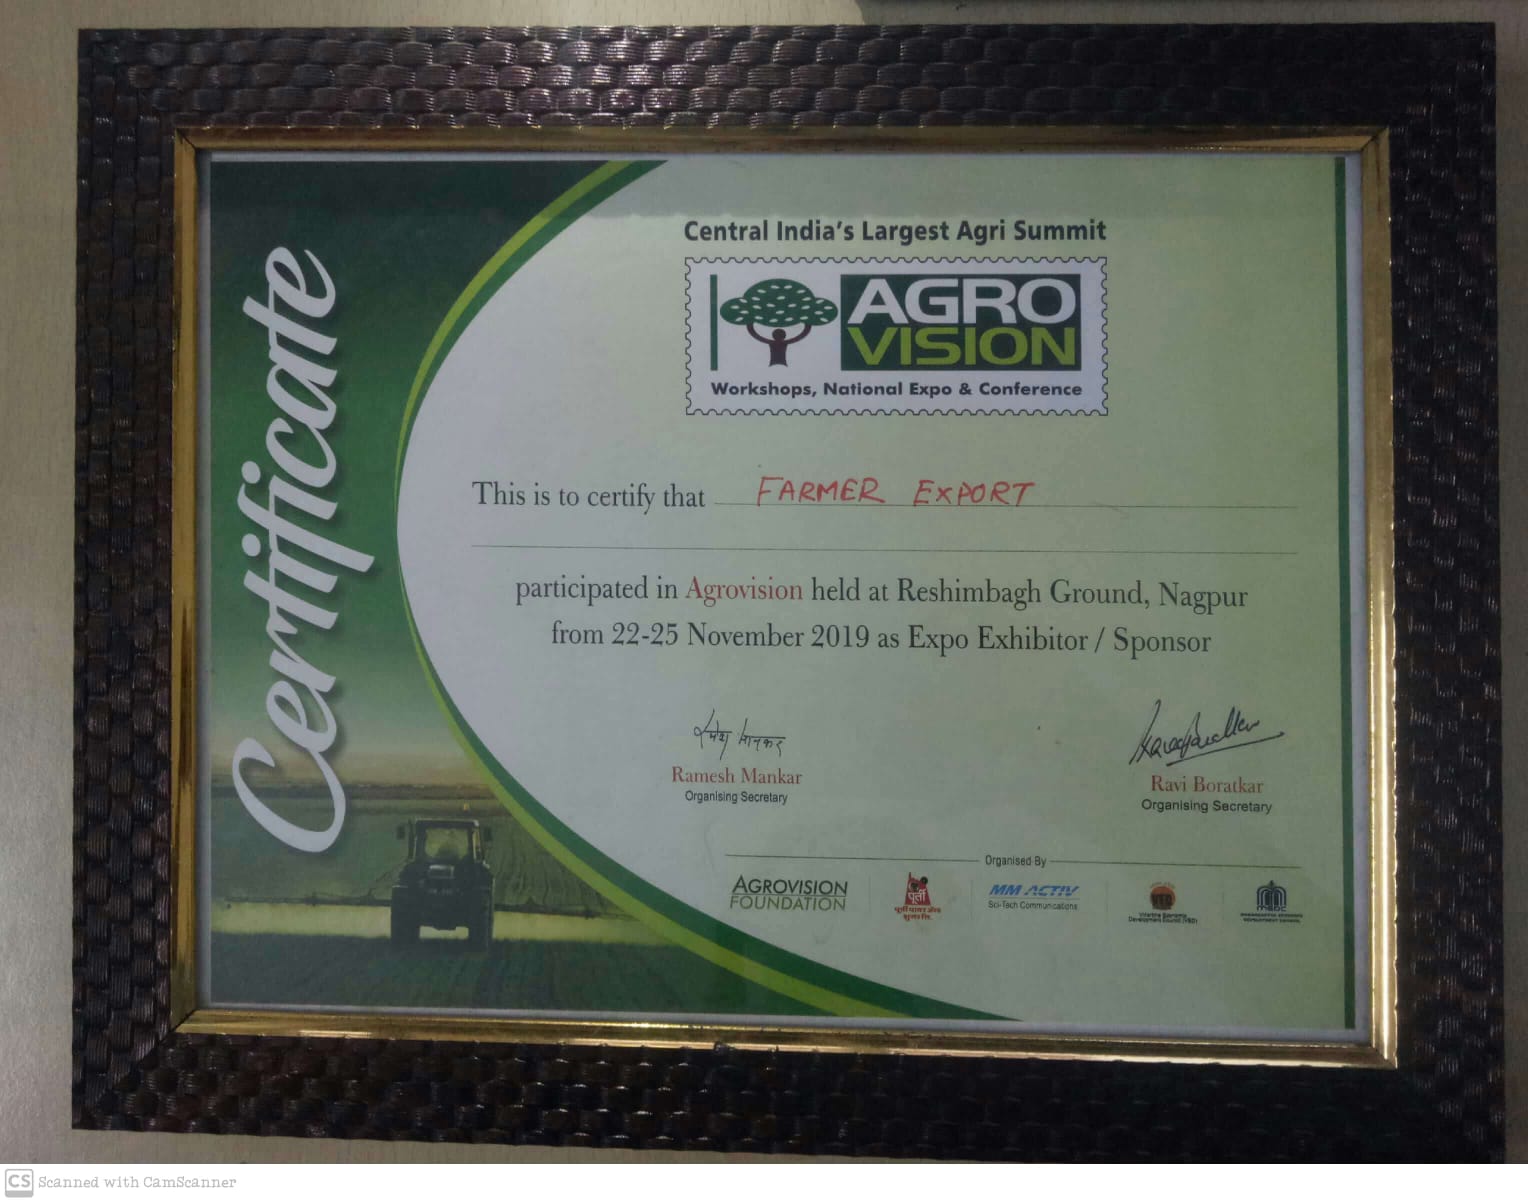 Certificate
Central India's Largest Agri Summit
AGRO
VISION
Workshops, National Expo & Conference
This is to certify that FARMER EXPORT
participated in Agrovision held at Reshimbagh Ground, Nagpur
from 22-25 November 2019 as Expo Exhibitor / Sponsor
Ramesh Mankar
Organising Secretary
Ravi Boratkar
Organising Secretary
Organised By
AGROVISION
FOUNDATION
पूर्ती
MM ACTIV
Sci-Tech Communications
Vidarbha Economic
Development Council (VED)
MEDC
CS Scanned with CamScanner